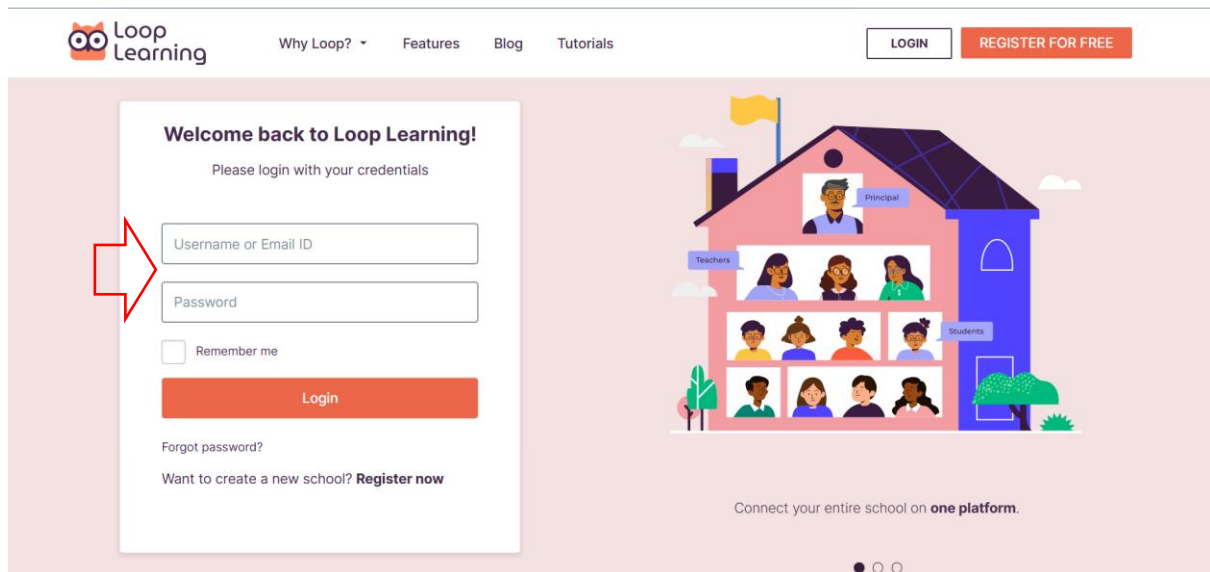 Loop
Learning
Why Loop?
Features
Blog
Tutorials
LOGIN
REGISTER FOR FREE
Welcome back to Loop Learning!
Please login with your credentials
Username or Email ID
Password
Remember me
Login
Forgot password?
Want to create a new school? Register now
Principal
Teachers
Students
Connect your entire school on one platform.